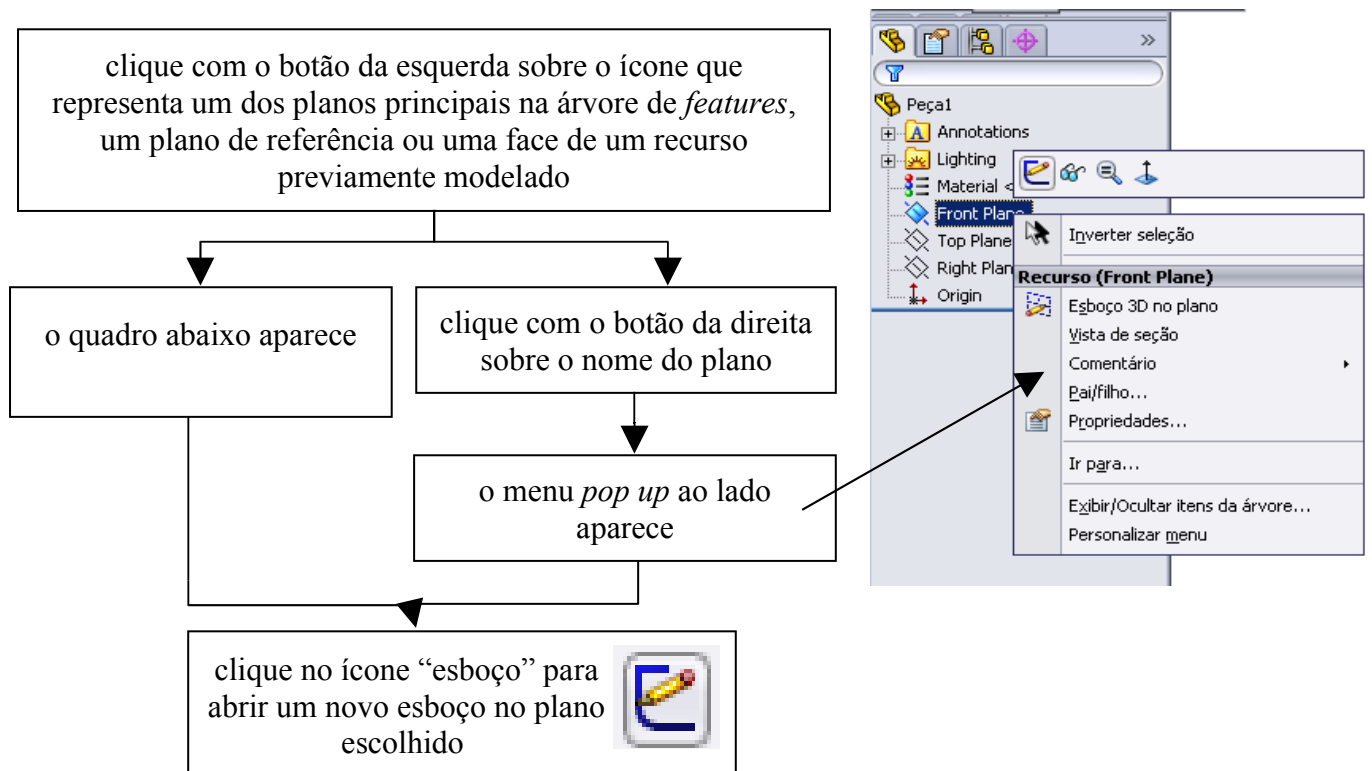 clique com o botão da esquerda sobre o ícone que
representa um dos planos principais na árvore de features,
um plano de referência ou uma face de um recurso
previamente modelado
o quadro abaixo aparece
clique com o botão da direita
sobre o nome do plano
o menu pop up ao lado
aparece
clique no ícone “esboço” para
abrir um novo esboço no plano
escolhido
Peça1
Annotations
Lighting
Material <
Front Plane
Top Plane
Right Plan
Origin
Inverter seleção
Recurso (Front Plane)
Esboço 3D no plano
Vista de seção
Comentário
Pai/filho...
Propriedades...
Ir para...
Exibir/Ocultar itens da árvore...
Personalizar menu